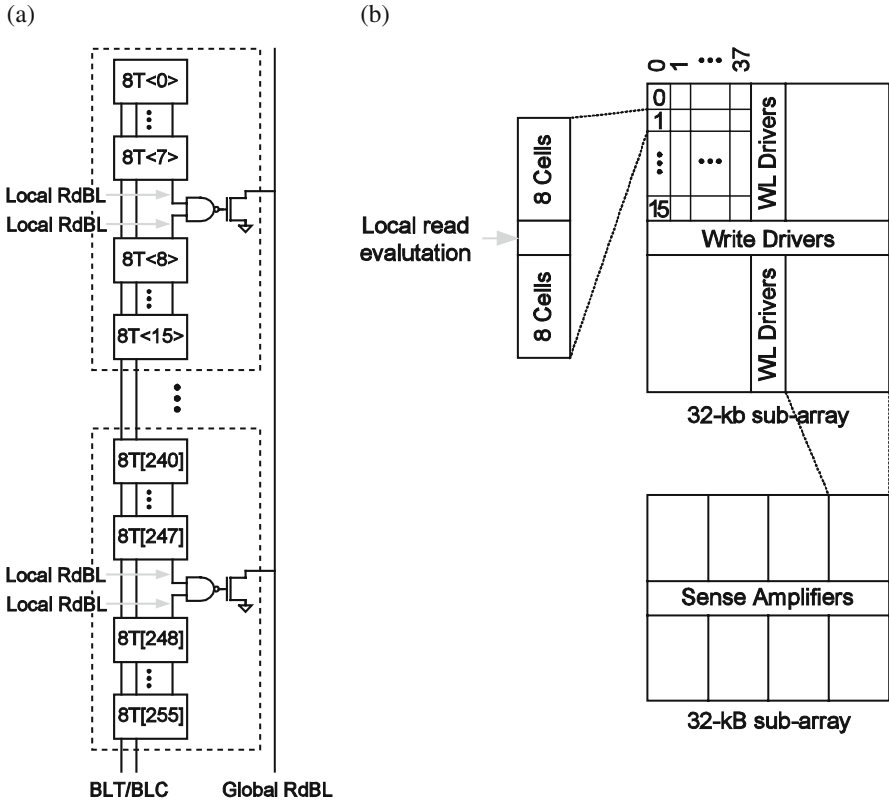 (a)
8T<0>
8T<7>
Local RdBL
Local RdBL
8T<8>
8T<15>
8T[240]
8T[247]
Local RdBL
Local RdBL
8T[248]
8T[255]
BLT/BLC
Global RdBL
(b)
0
1
•••
37
0
1
•••
•••
15
WL Drivers
8 Cells
8 Cells
Local read
evalutation
Write Drivers
WL Drivers
32-kb sub-array
Sense Amplifiers
32-kB sub-array